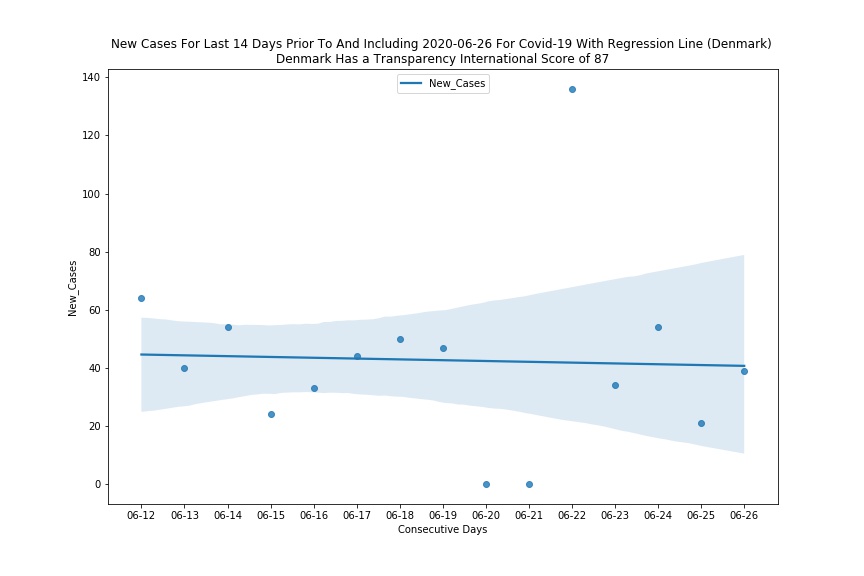 New Cases For Last 14 Days Prior To And Including 2020-06-26 For Covid-19 With Regression Line (Denmark)
Denmark Has a Transparency International Score of 87
New_Cases
140
120
100
80
60
40
20
0
New_Cases
06-12 06-13 06-14 06-15 06-16 06-17 06-18 06-19 06-20 06-21 06-22 06-23 06-24 06-25 06-26
Consecutive Days